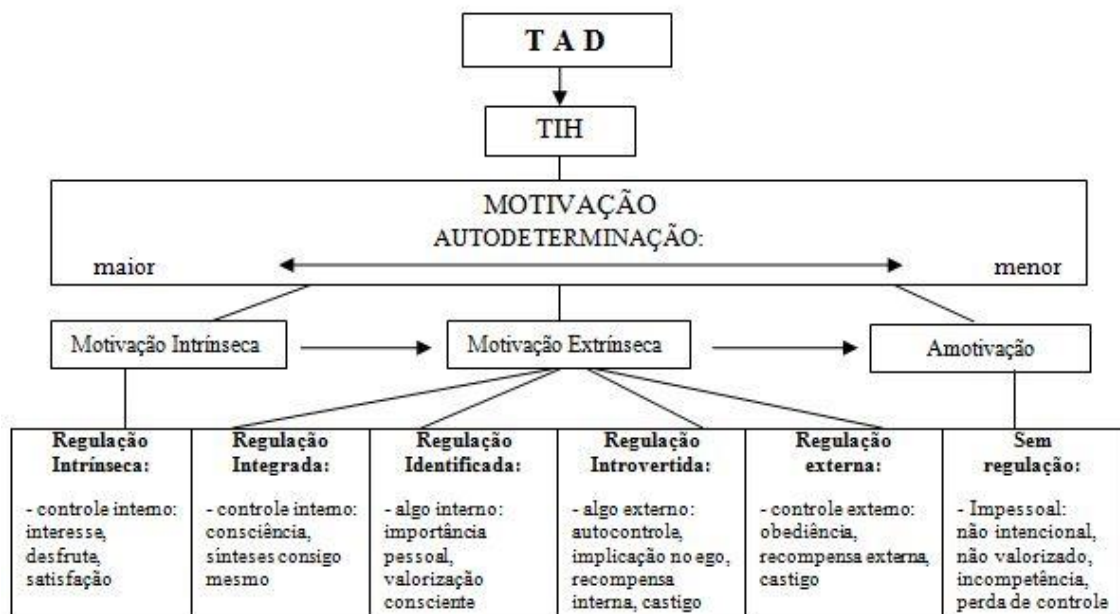 T A D
TIH
MOTIVAÇÃO
AUTODETERMINAÇÃO:
maior
menor
Motivação Intrínseca
Motivação Extrínseca
Amotivação
Regulação
Intrínseca:
- controle interno:
interesse,
desfrute,
satisfação
Regulação
Integrada:
- controle interno:
consciência,
sínteses consigo
mesmo
Regulação
Identificada:
- algo interno:
importância
pessoal,
valorização
consciente
Regulação
Introvertida:
- algo externo:
autocontrole,
implicação no ego,
recompensa
interna, castigo
Regulação
externa:
- controle externo:
obediência,
recompensa externa,
castigo
Sem
regulação:
- Impessoal:
não intencional,
não valorizado,
incompetência,
perda de controle